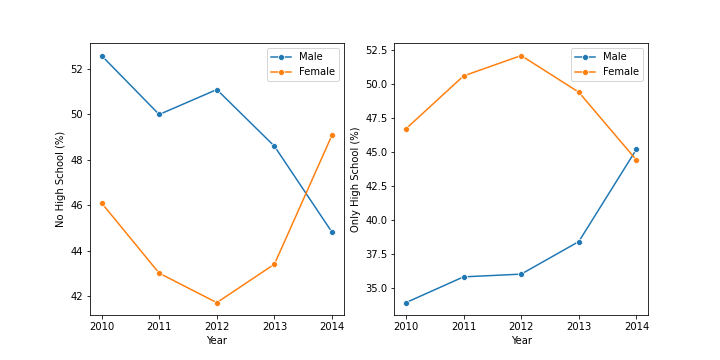 No High School (%)
52
50
48
46
44
42
2010 2011 2012 2013 2014
Year
Male
Female
Only High School (%)
52.5
50.0
47.5
45.0
42.5
40.0
37.5
35.0
2010 2011 2012 2013 2014
Year
Male
Female